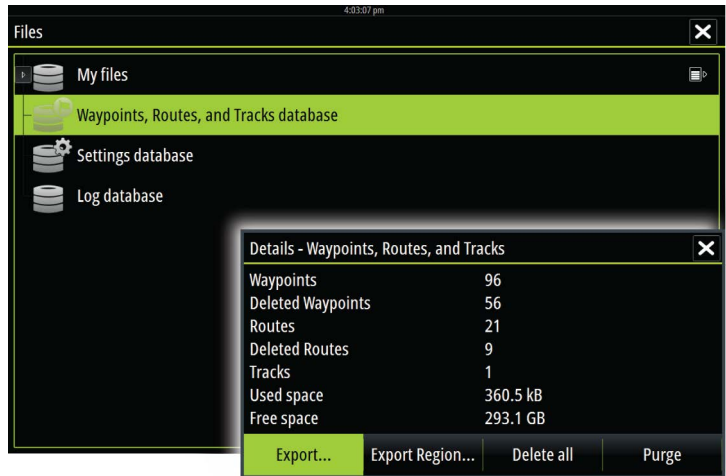 4:03:07 pm
Files
My files
Waypoints, Routes, and Tracks database
Settings database
Log database
Details - Waypoints, Routes, and Tracks
Waypoints 96
Deleted Waypoints 56
Routes 21
Deleted Routes 9
Tracks 1
Used space 360.5 kB
Free space 293.1 GB
Export... Export Region... Delete all Purge